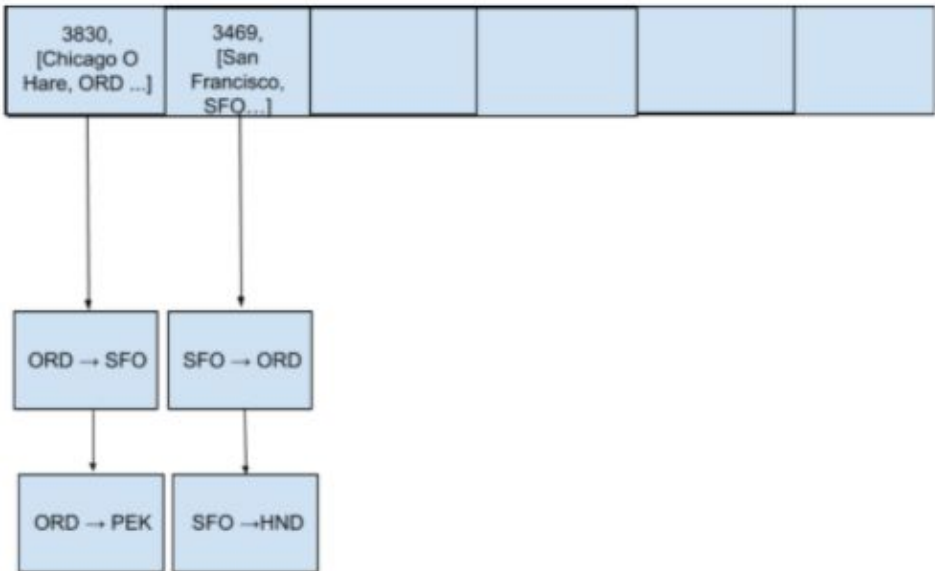 3830,
[Chicago O
Hare, ORD ...]
3469,
[San
Francisco,
SFO...]
ORD → SFO
SFO → ORD
ORD → PEK
SFO →HND